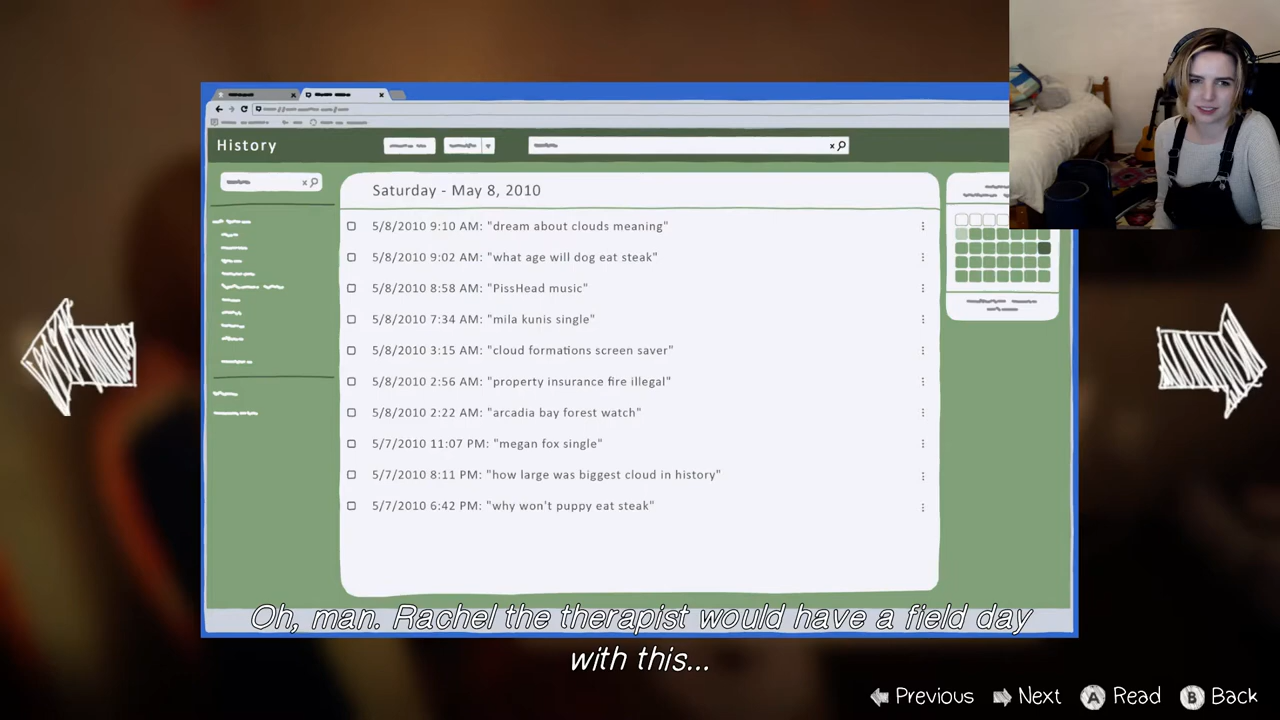 History
Saturday - May 8, 2010
5/8/2010 9:10 AM: "dream about clouds meaning"
5/8/2010 9:02 AM: "what age will dog eat steak"
5/8/2010 8:58 AM: "PissHead music"
5/8/2010 7:34 AM: "mila kunis single"
5/8/2010 3:15 AM: "cloud formations screen saver"
5/8/2010 2:56 AM: "property insurance fire illegal"
5/8/2010 2:22 AM: "arcadia bay forest watch"
5/7/2010 11:07 PM: "megan fox single"
5/7/2010 8:11 PM: "how large was biggest cloud in history"
5/7/2010 6:42 PM: "why won't puppy eat steak"
Oh, man. Rachel the therapist would have a field day
with this...
Previous Next A Read B Back